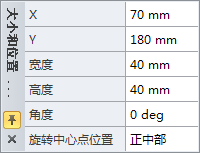 大小和位置 ...
X 70 mm
Y 180 mm
宽度 40 mm
高度 40 mm
角度 0 deg
旋转中心点位置 正中部